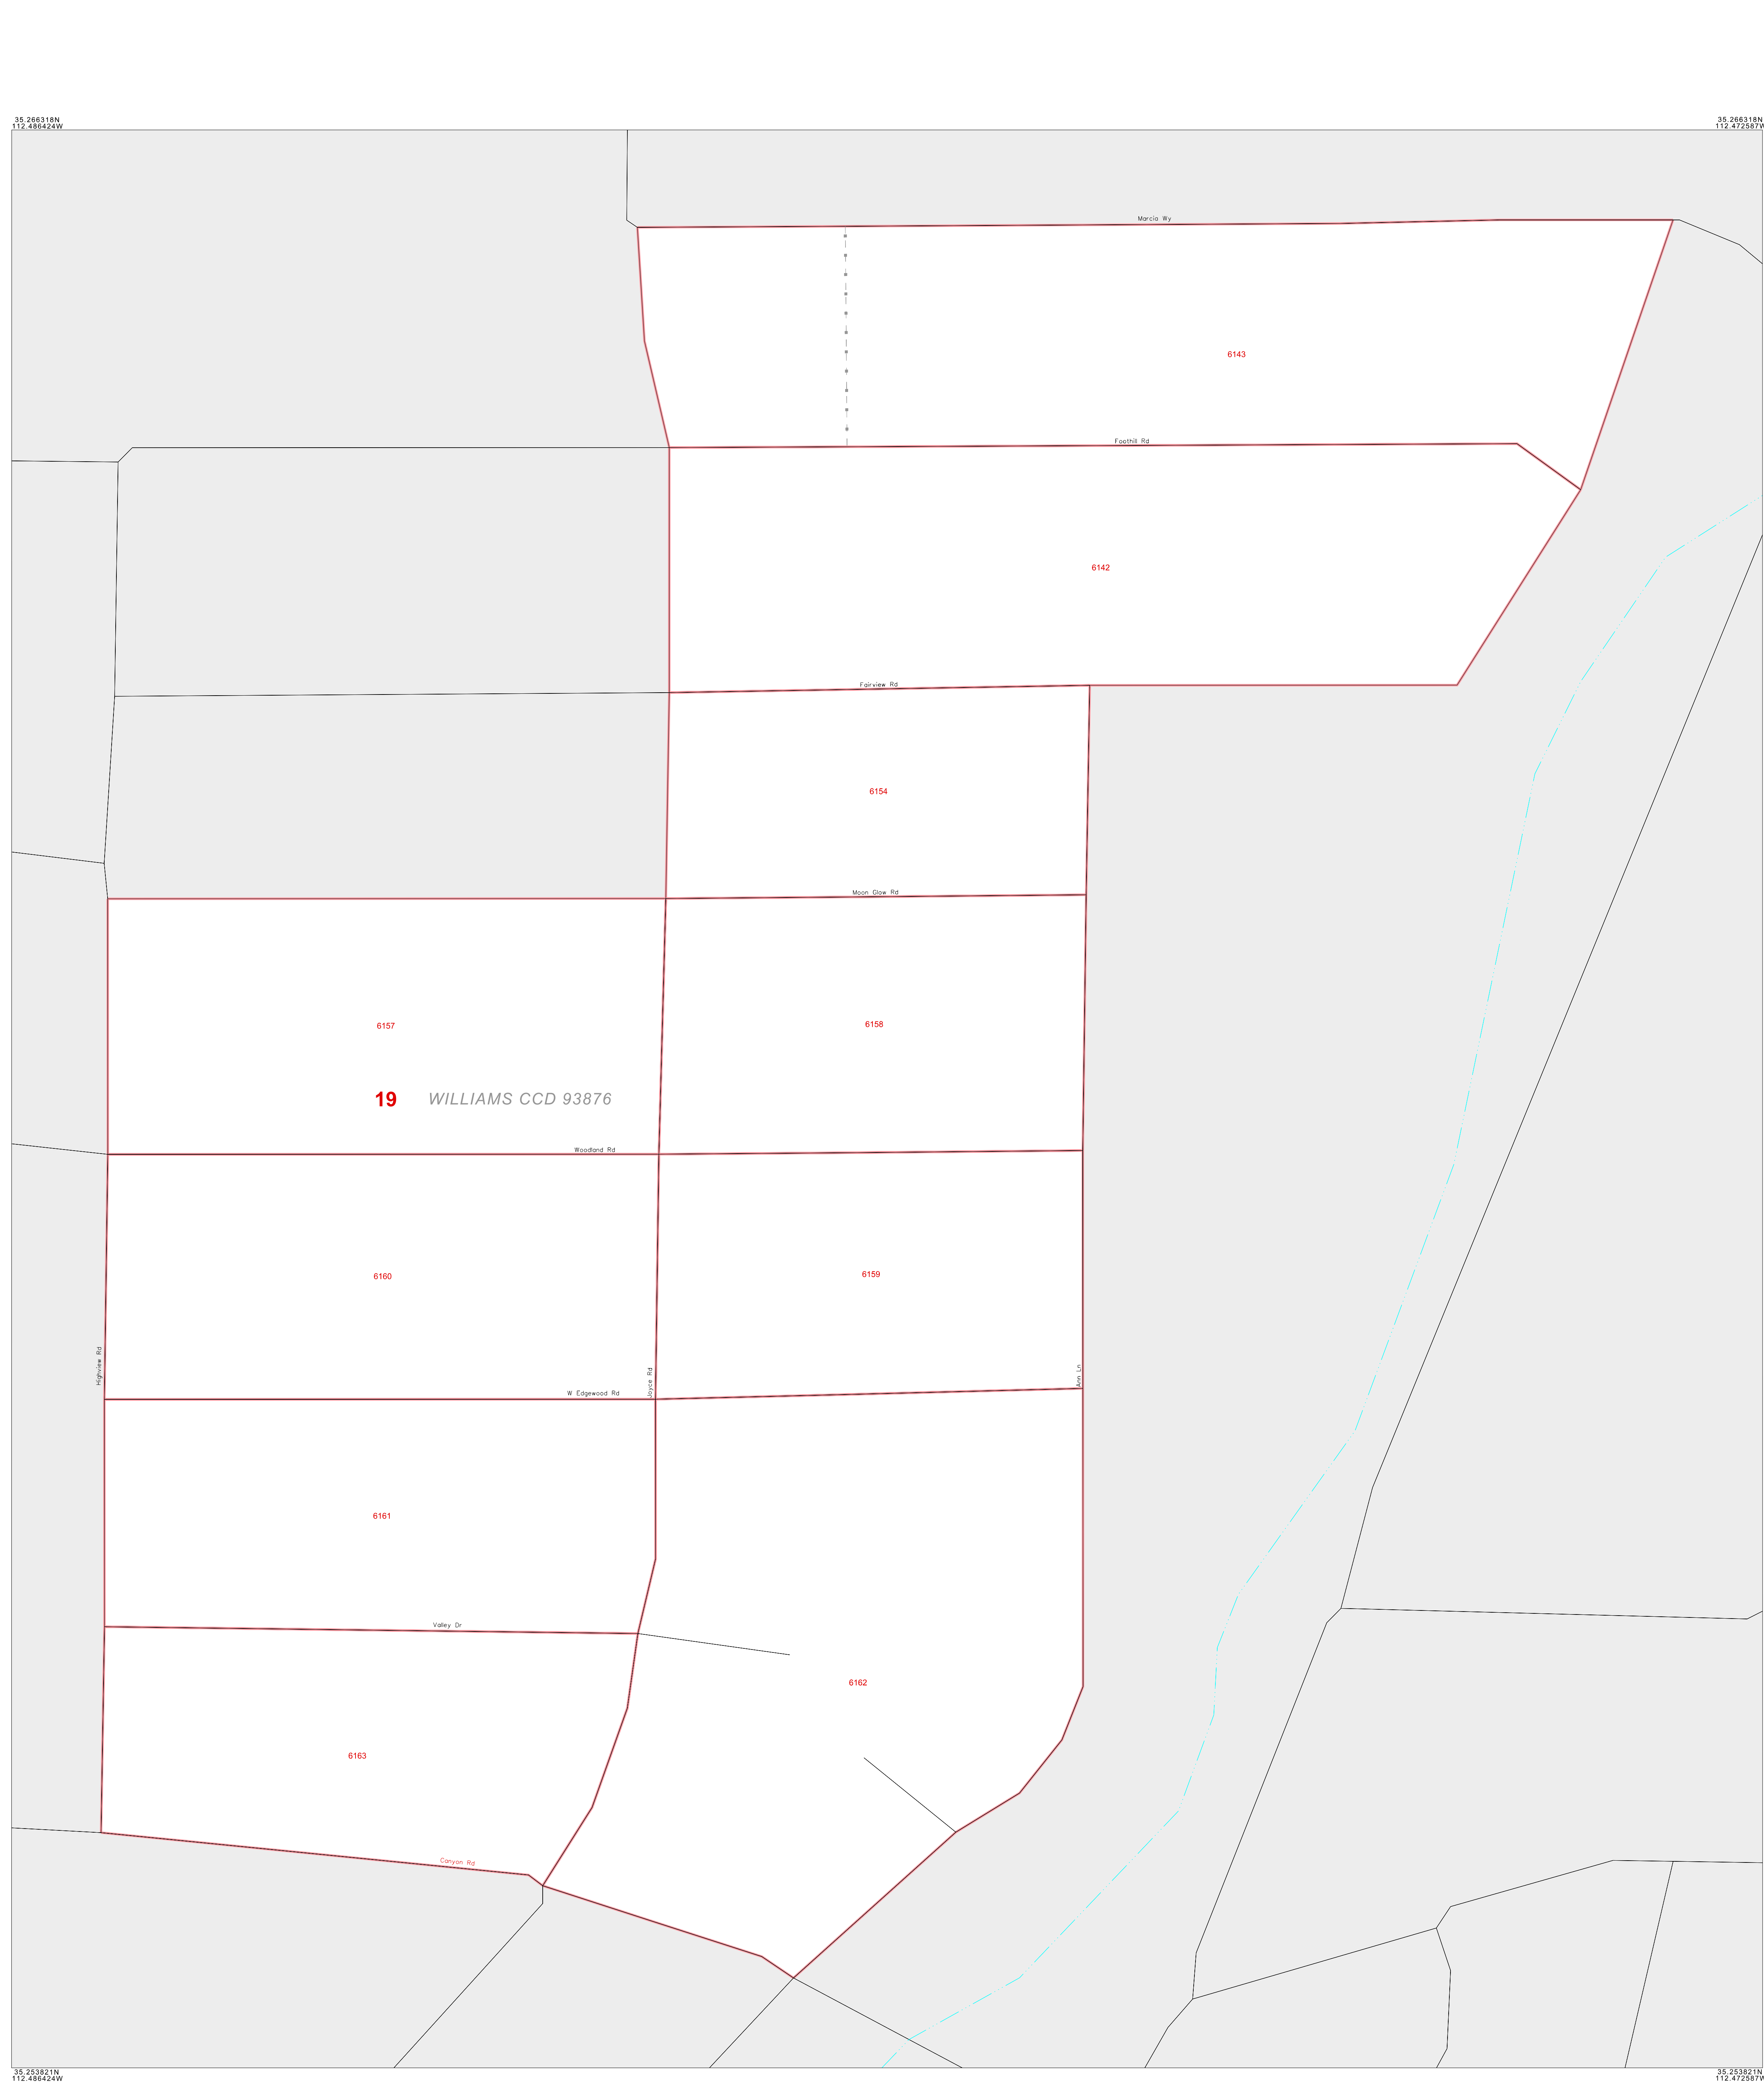 35.266318N
112.486424W
35.266318N
112.472587W
Marcia Wy
6143
Foothill Rd
6142
Fairview Rd
6154
Moon Glow Rd
6157
6158
19 WILLIAMS CCD 93876
Woodland Rd
6160
6159
Highview Rd
Joyce Rd
Ann Ln
W Edgewood Rd
6161
Valley Dr
6162
6163
Canyon Rd
35.253821N
112.486424W
35.253821N
112.472587W